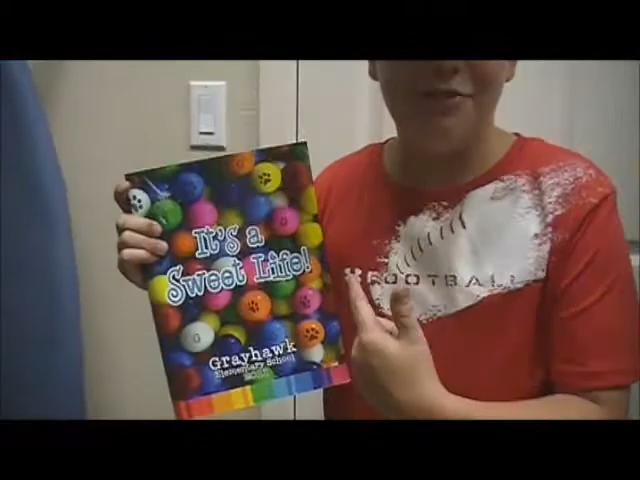 It's a
Sweet Life!
Grayhawk
Elementary School
FOOTBALL